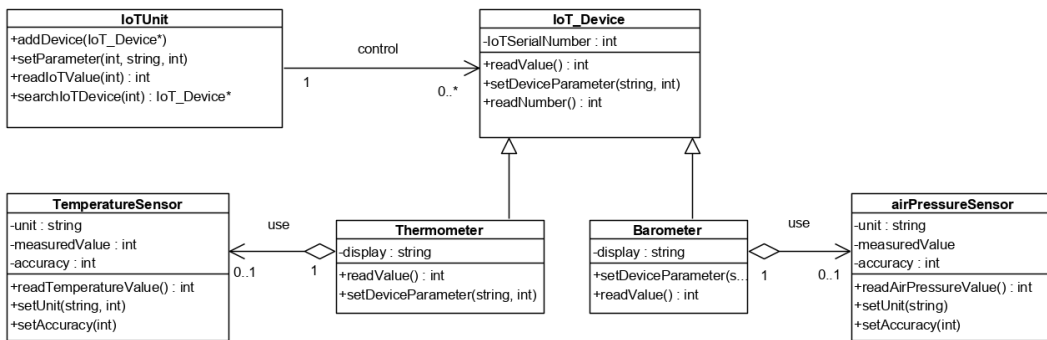 IoTUnit
+addDevice(IoT_Device*)
+setParameter(int, string, int)
+readIoTValue(int) : int
+searchIoTDevice(int) : IoT_Device*
control
1
0..*
IoT_Device
-IoTSerialNumber : int
+readValue() : int
+setDeviceParameter(string, int)
+readNumber() : int
TemperatureSensor
-unit : string
-measuredValue : int
-accuracy : int
+readTemperatureValue() : int
+setUnit(string, int)
+setAccuracy(int)
use
0..1
1
Thermometer
-display : string
+readValue() : int
+setDeviceParameter(string, int)
Barometer
-display : string
+setDeviceParameter(s...
+readValue() : int
use
1
0..1
airPressureSensor
-unit : string
-measuredValue
-accuracy : int
+readAirPressureValue() : int
+setUnit(string)
+setAccuracy(int)